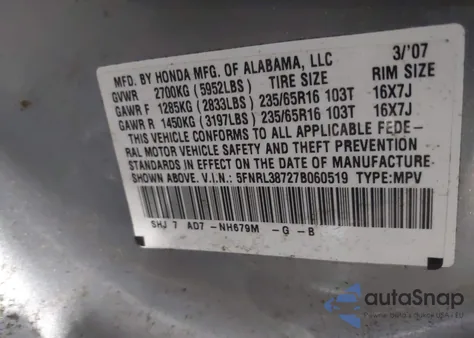 MFD. BY HONDA MFG. OF ALABAMA, LLC 3/'07
GVWR 2700KG (5952LBS) TIRE SIZE RIM SIZE
GAWR F 1285KG (2833LBS) 235/65R16 103T 16X7J
GAWR R 1450KG (3197LBS) 235/65R16 103T 16X7J
THIS VEHICLE CONFORMS TO ALL APPLICABLE FEDE-
RAL MOTOR VEHICLE SAFETY AND THEFT PREVENTION
STANDARDS IN EFFECT ON THE DATE OF MANUFACTURE
SHOWN ABOVE. V.I.N.: 5FNRL38727B060519 TYPE:MPV
SHJ 7 AD7 -NH679M -G -B
autoSnap